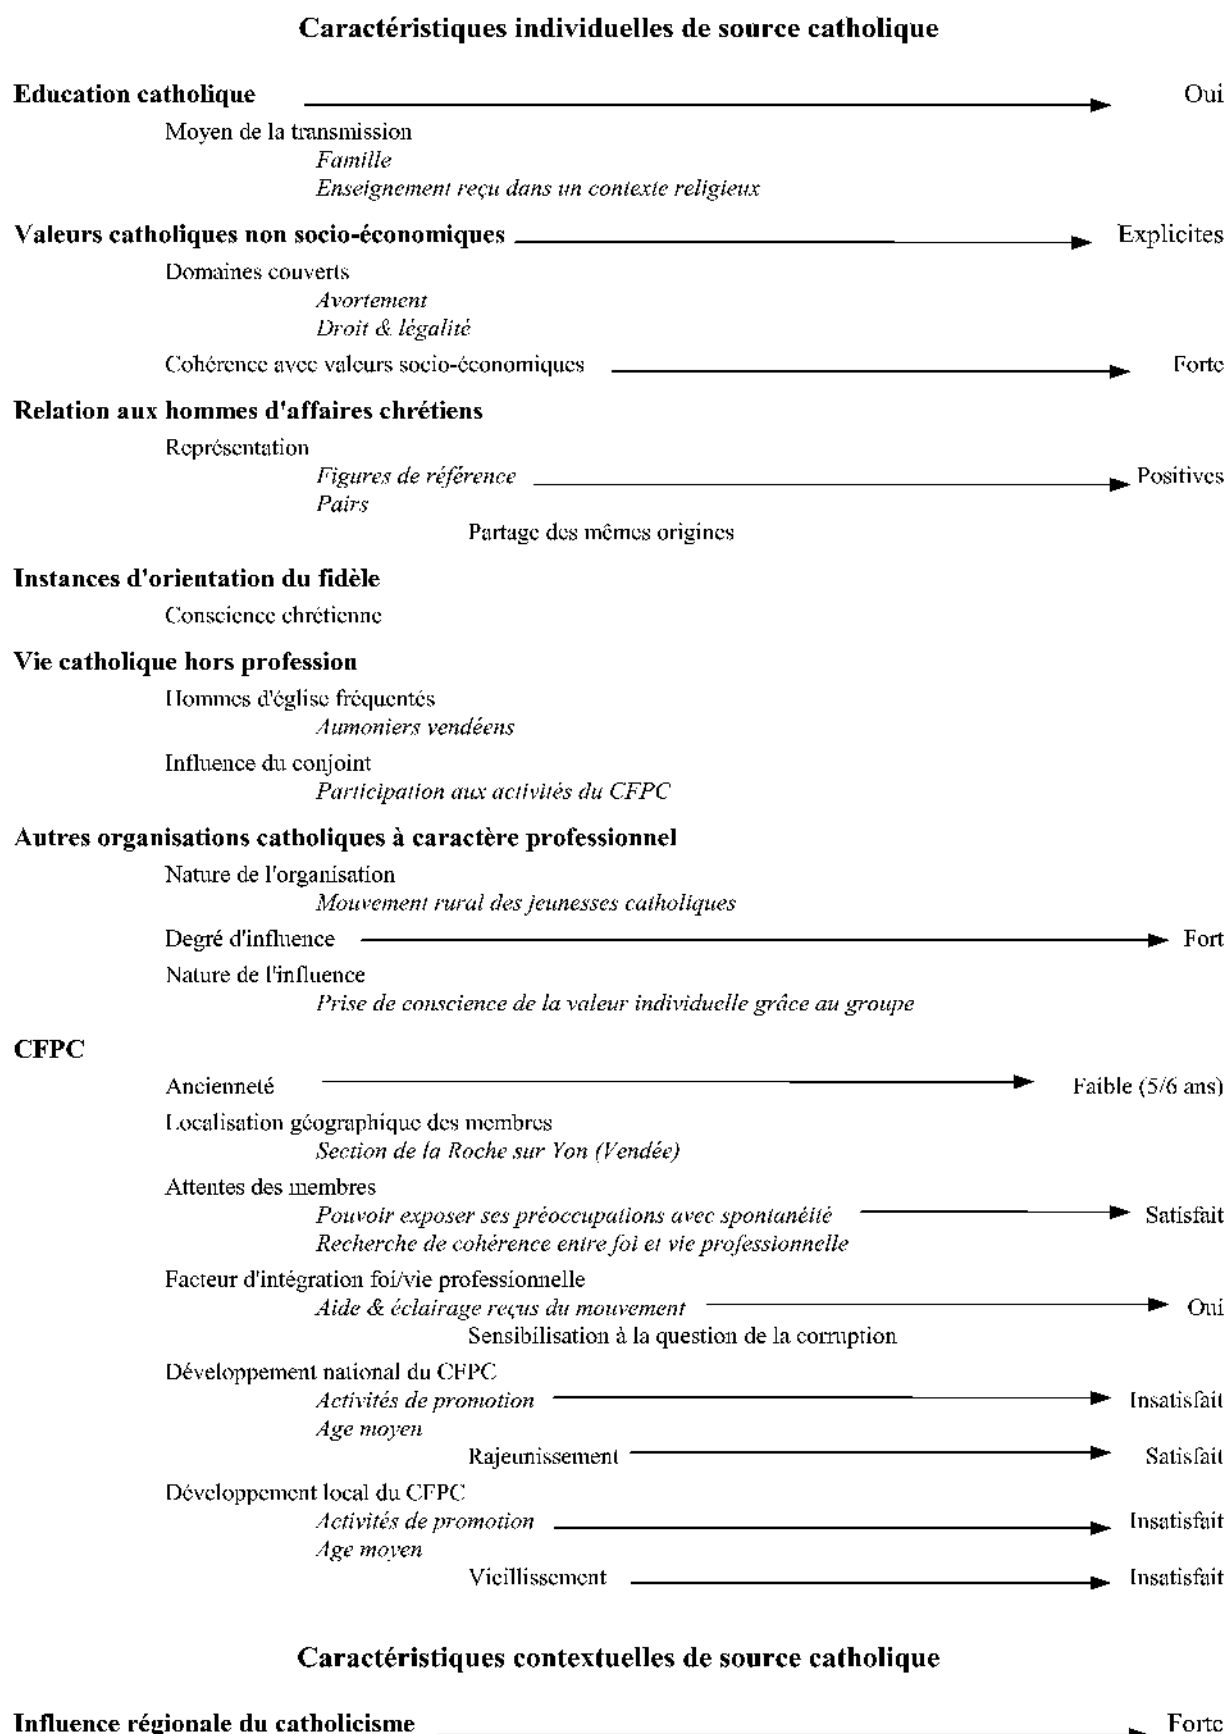 Caractéristiques individuelles de source catholique
Education catholique Oui
Moyen de la transmission
Famille
Enseignement reçu dans un contexte religieux
Valeurs catholiques non socio-économiques Explicites
Domaines couverts
Avortement
Droit & légalité
Cohérence avec valeurs socio-économiques Forte
Relation aux hommes d'affaires chrétiens
Représentation
Figures de référence Positives
Pairs
Partage des mêmes origines
Instances d'orientation du fidèle
Conscience chrétienne
Vie catholique hors profession
Hommes d'église fréquentés
Aumoniers vendéens
Influence du conjoint
Participation aux activités du CFPC
Autres organisations catholiques à caractère professionnel
Nature de l'organisation
Mouvement rural des jeunesses catholiques
Degré d'influence Fort
Nature de l'influence
Prise de conscience de la valeur individuelle grâce au groupe
CFPC
Ancienneté Faible (5/6 ans)
Localisation géographique des membres
Section de la Roche sur Yon (Vendée)
Attentes des membres
Pouvoir exposer ses préoccupations avec spontanéité Satisfait
Recherche de cohérence entre foi et vie professionnelle
Facteur d'intégration foi/vie professionnelle
Aide & éclairage reçus du mouvement Oui
Sensibilisation à la question de la corruption
Développement national du CFPC
Activités de promotion Insatisfait
Age moyen
Rajeunissement Satisfait
Développement local du CFPC
Activités de promotion Insatisfait
Age moyen
Vieillissement Insatisfait
Caractéristiques contextuelles de source catholique
Influence régionale du catholicisme Forte